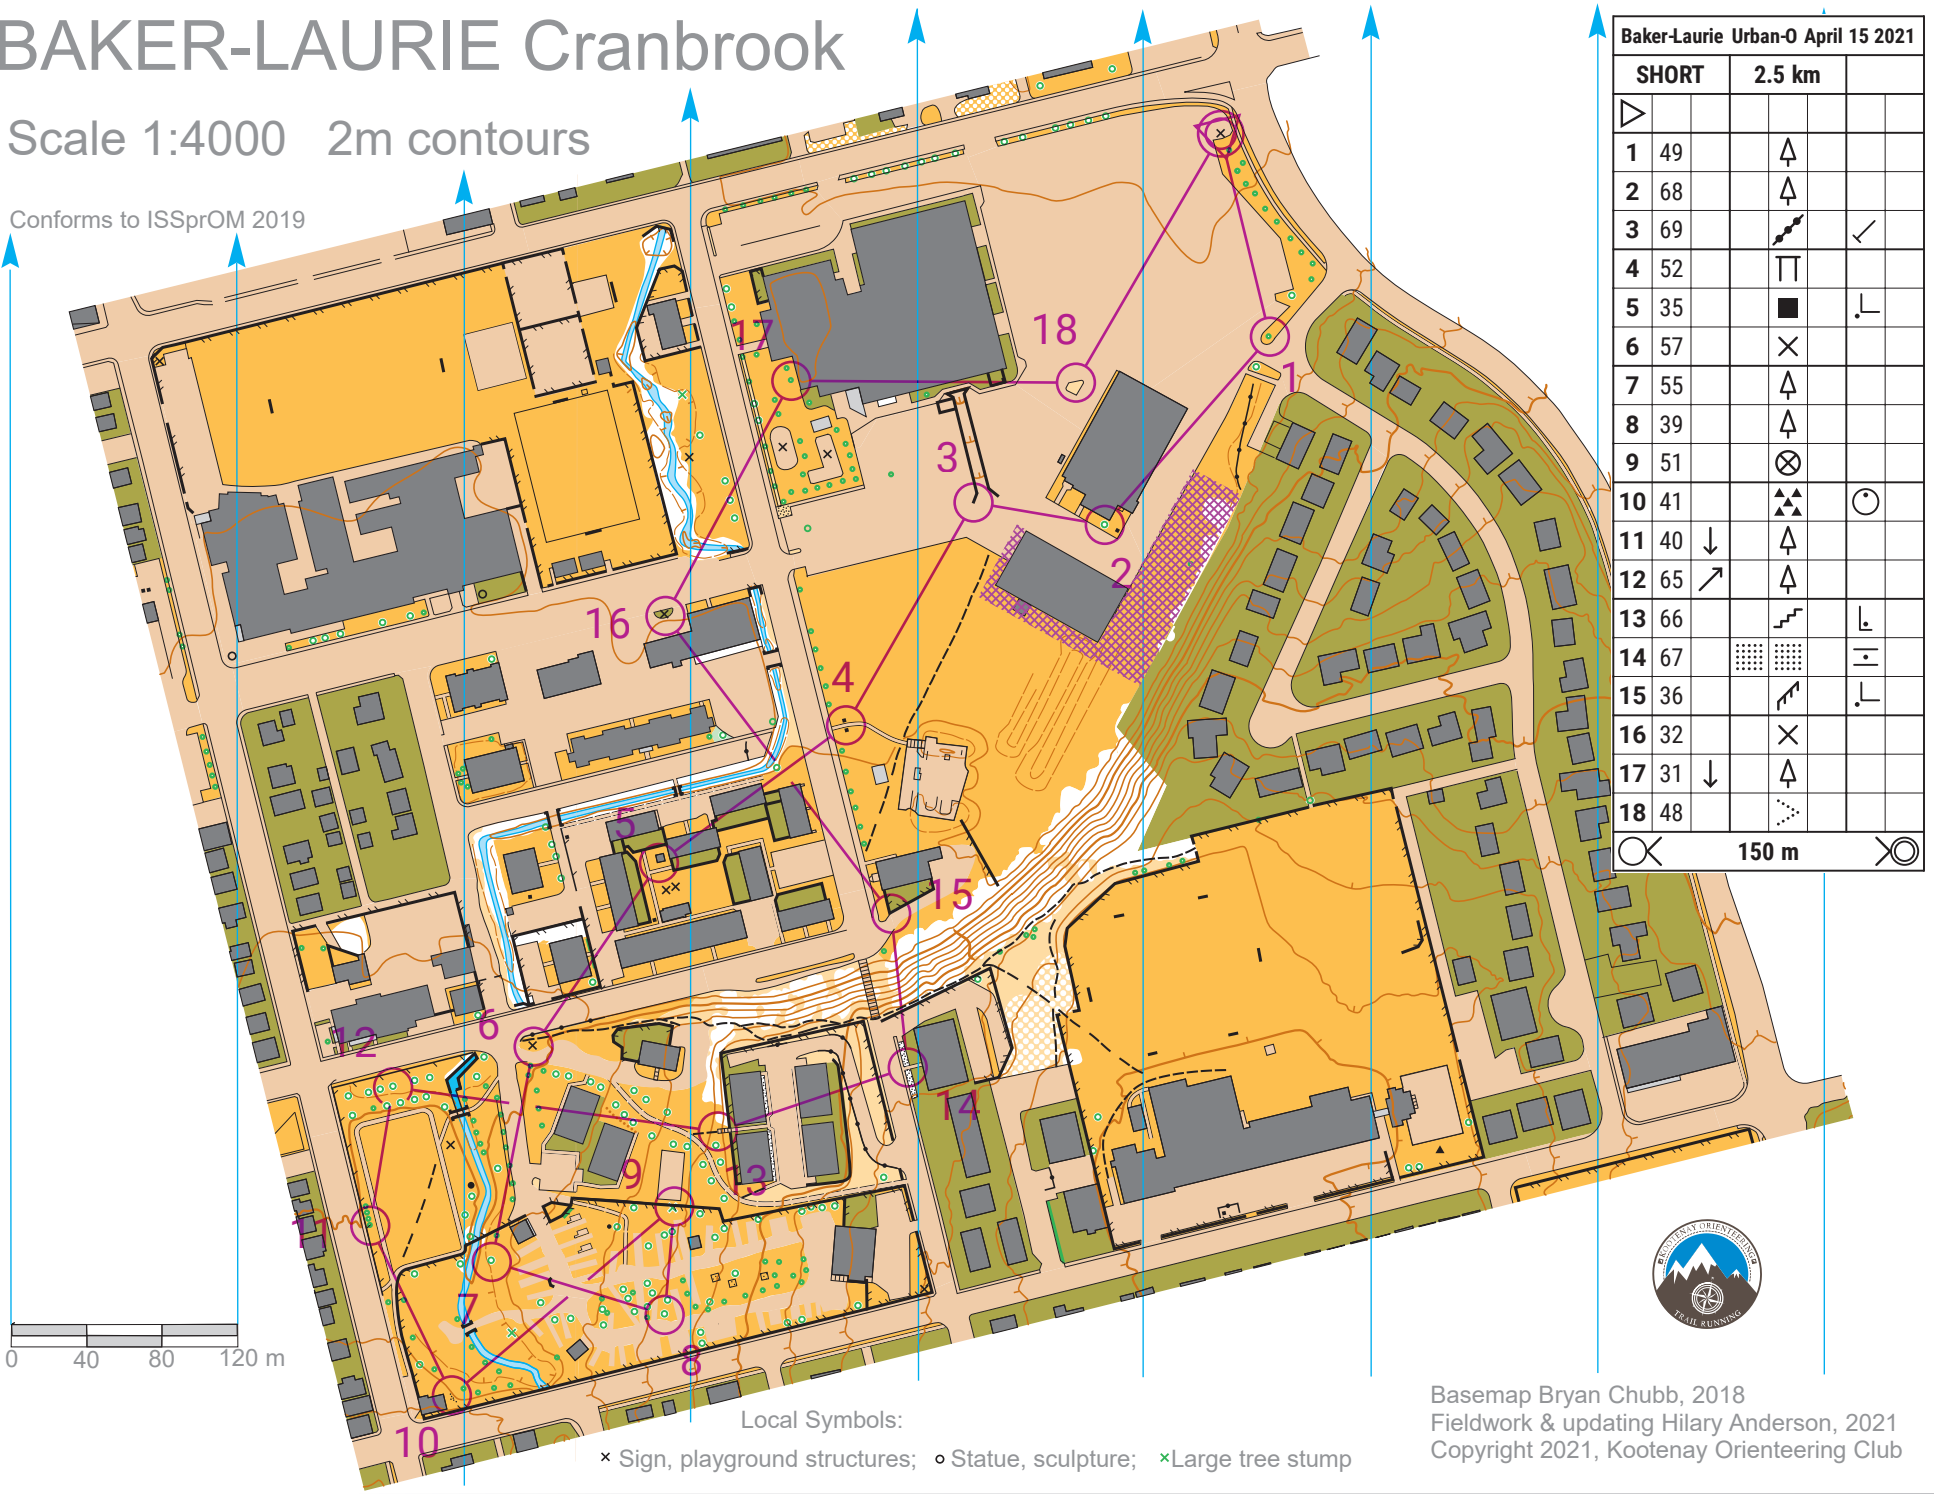 BAKER-LAURIE Cranbrook
Scale 1:4000 2m contours
Conforms to ISSprOM 2019
Baker-Laurie Urban-O April 15 2021
SHORT 2.5 km
1 49
2 68
3 69
4 52
5 35
6 57
7 55
8 39
9 51
10 41
11 40
12 65
13 66
14 67
15 36
16 32
17 31
18 48
150 m
17
18
1
3
2
16
4
5
15
6
12
14
9
13
11
7
8
10
0 40 80 120 m
KOOTENAY ORIENTEERING
TRAIL RUNNING
Local Symbols:
× Sign, playground structures; o Statue, sculpture; × Large tree stump
Basemap Bryan Chubb, 2018
Fieldwork & updating Hilary Anderson, 2021
Copyright 2021, Kootenay Orienteering Club